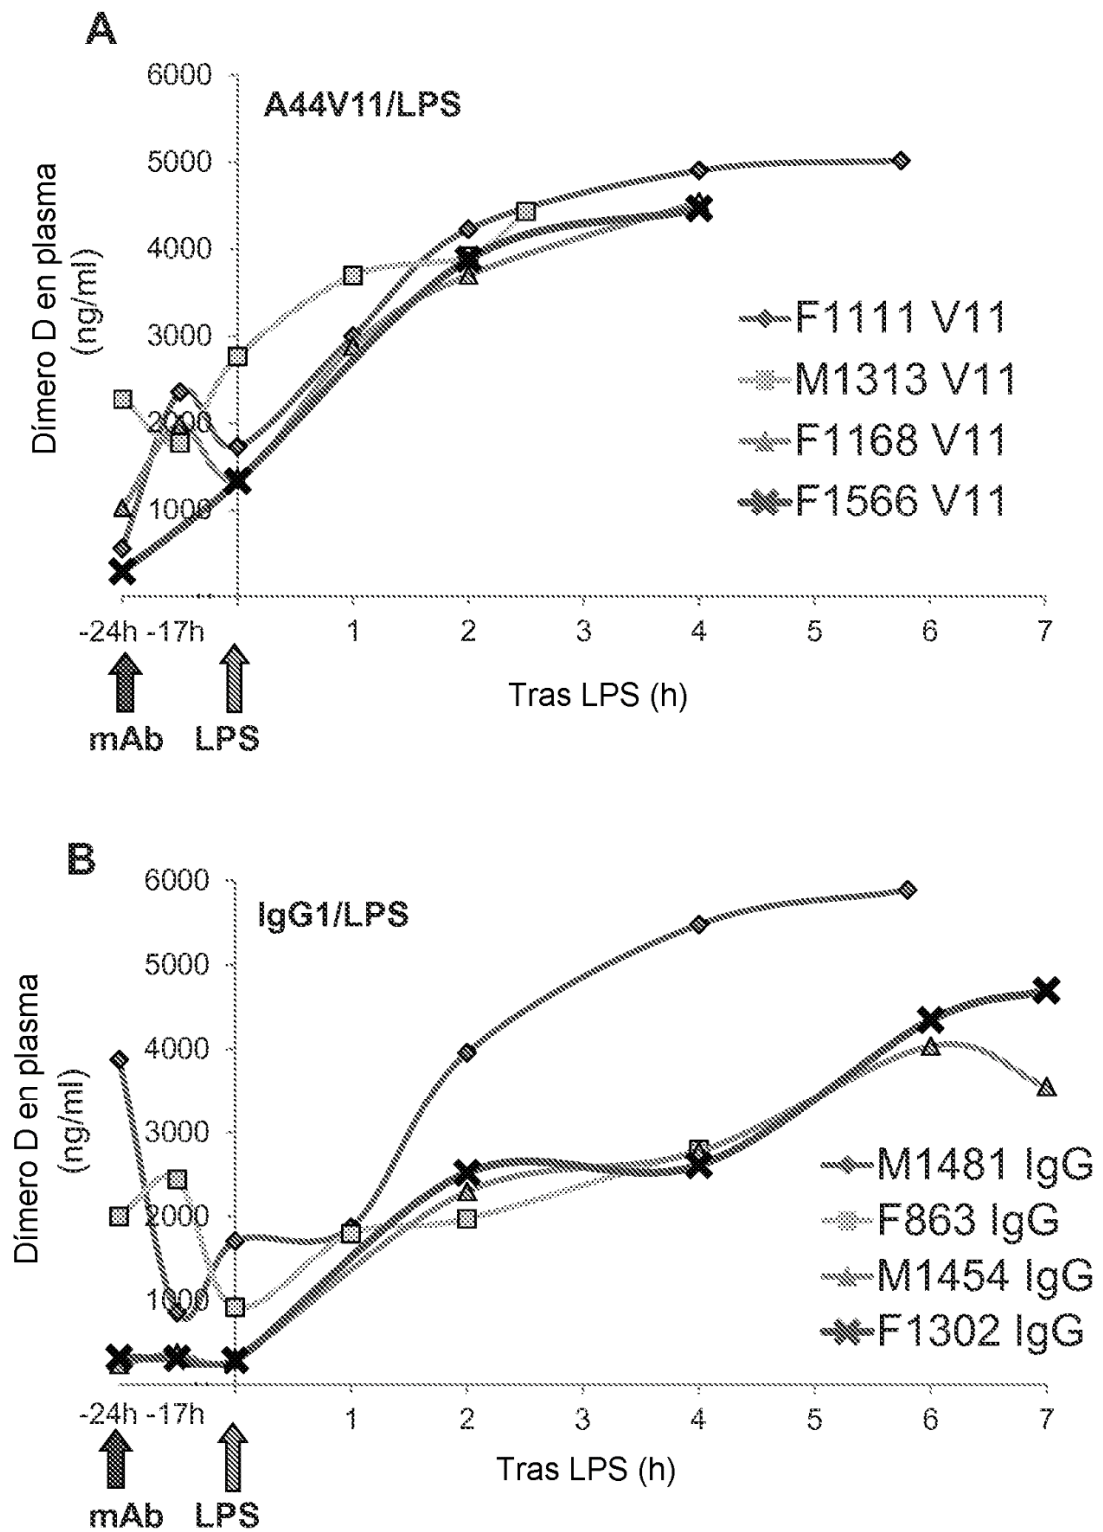 A
6000
A44V11/LPS
5000
4000
3000
2000
1000
Dímero D en plasma
(ng/ml)
F1111 V11
M1313 V11
F1168 V11
F1566 V11
-24h -17h 1 2 4 5 6 7
mAb LPS
Tras LPS (h)
B
6000
IgG1/LPS
5000
4000
3000
2000
1000
Dímero D en plasma
(ng/ml)
M1481 IgG
F863 IgG
M1454 IgG
F1302 IgG
-24h -17h 1 2 3 4 5 6 7
mAb LPS
Tras LPS (h)